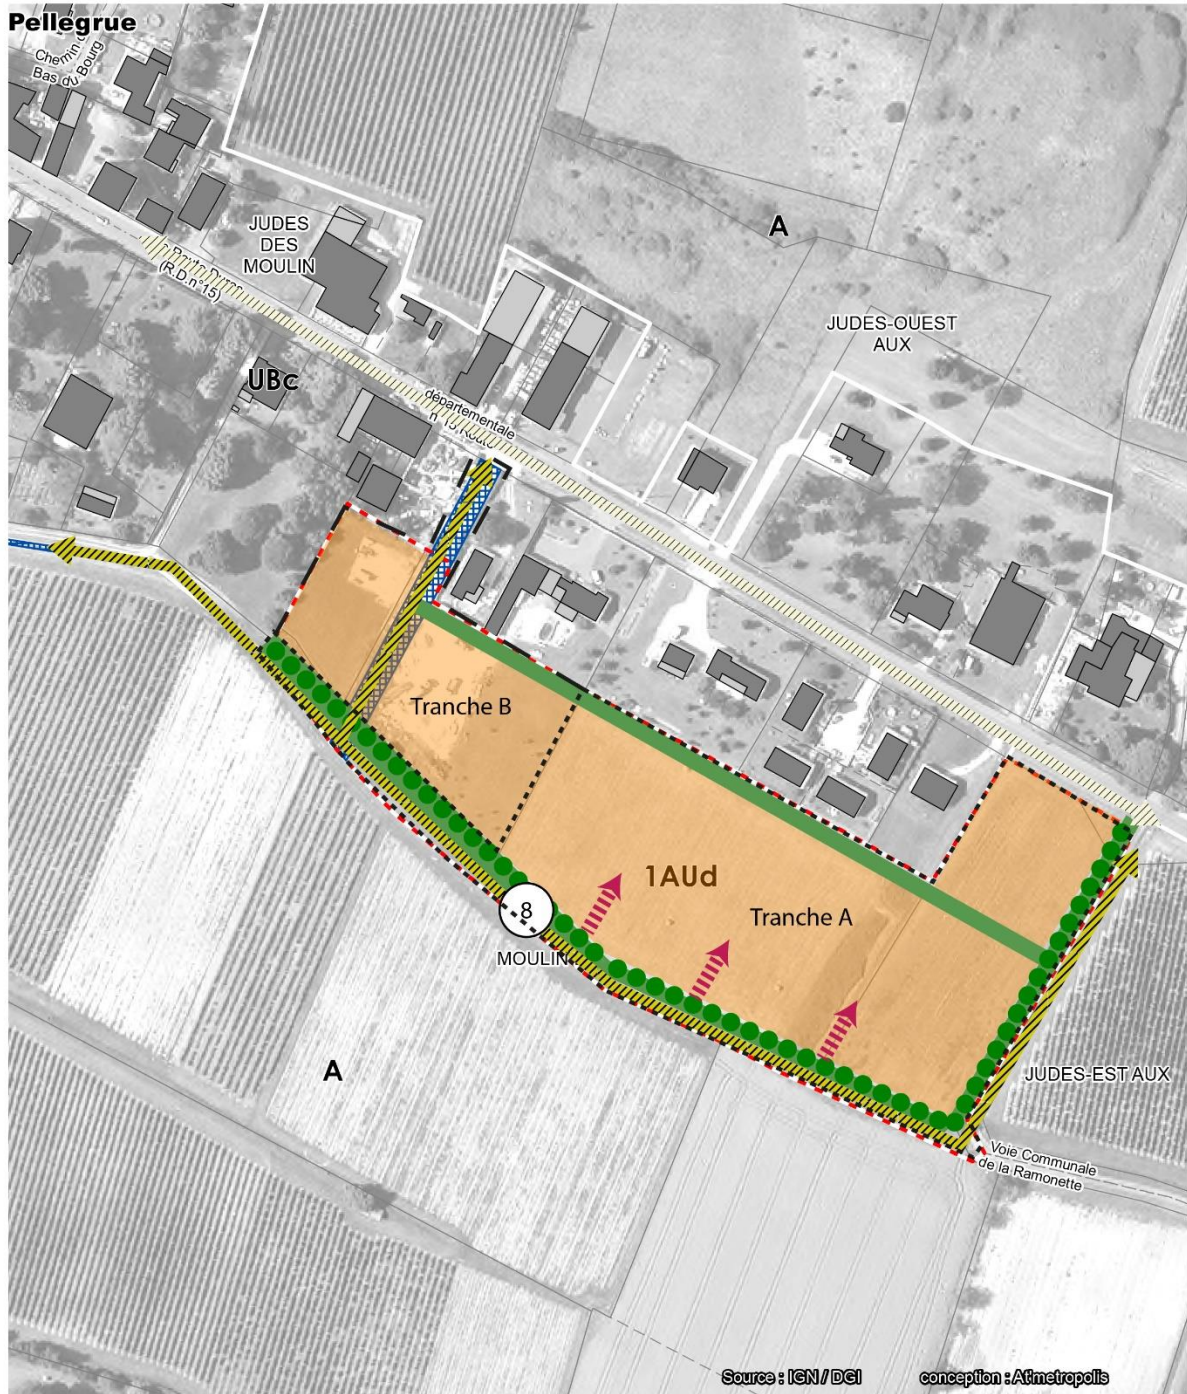 Pellegrue
Chemin
Bas du Bourg
JUDES
DES
MOULIN
A
(R.D.n°15)
JUDES-OUEST
AUX
UBc
départementale
Tranche B
1AUd
Tranche A
8
MOULIN
A
JUDES-EST AUX
Voie Communale
de la Ramonette
Source : IGN / DGI
conception : At'metropolis